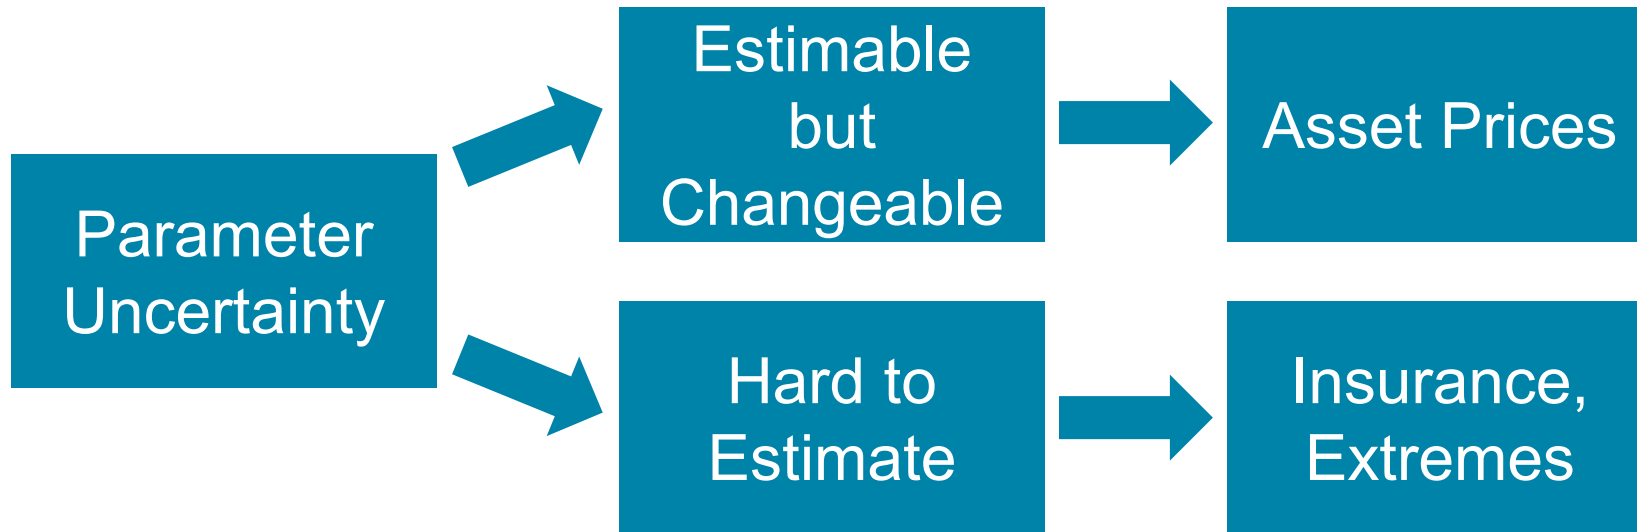 Parameter
Uncertainty
Estimable
but
Changeable
Asset Prices
Hard to
Estimate
Insurance,
Extremes